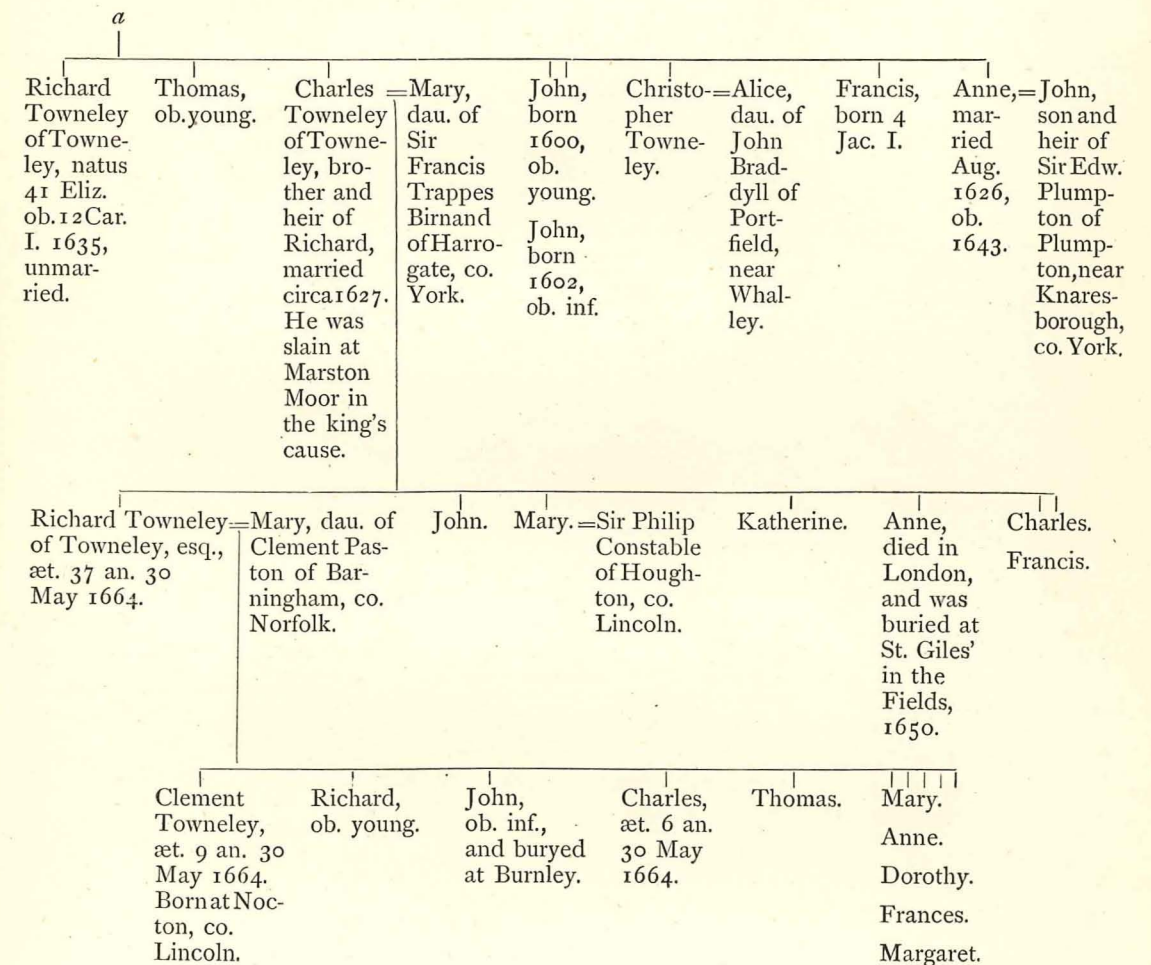 a
Richard
Towneley
of Towne-
ley, natus
41 Eliz.
ob. 12 Car.
I. 1635,
unmar-
ried.
Thomas,
ob. young.
Charles
Towneley
of Towne-
ley, bro-
ther and
heir of
Richard,
married
circa 1627.
He was
slain at
Marston
Moor in
the king's
cause.
=Mary,
dau. of
Sir
Francis
Trappes
Birnand
of Harro-
gate, co.
York.
John,
born
1600,
ob.
young.
John,
born
1602,
ob. inf.
Christo-
pher
Towne-
ley.
=Alice,
dau. of
John
Brad-
dyll of
Port-
field,
near
Whal-
ley.
Francis,
born 4
Jac. I.
Anne,
mar-
ried
Aug.
1626,
ob.
1643.
=John,
son and
heir of
Sir Edw.
Plump-
ton of
Plump-
ton, near
Knares-
borough,
co. York.
Richard Towneley
of Towneley, esq.,
æt. 37 an. 30
May 1664.
=Mary, dau. of
Clement Pas-
ton of Bar-
ningham, co.
Norfolk.
John.
Mary.
=Sir Philip
Constable
of Hough-
ton, co.
Lincoln.
Katherine.
Anne,
died in
London,
and was
buried at
St. Giles'
in the
Fields,
1650.
Charles.
Francis.
Clement
Towneley,
æt. 9 an. 30
May 1664.
Born at Noc-
ton, co.
Lincoln.
Richard,
ob. young.
John,
ob. inf.,
and buryed
at Burnley.
Charles,
æt. 6 an.
30 May
1664.
Thomas.
Mary.
Anne.
Dorothy.
Frances.
Margaret.